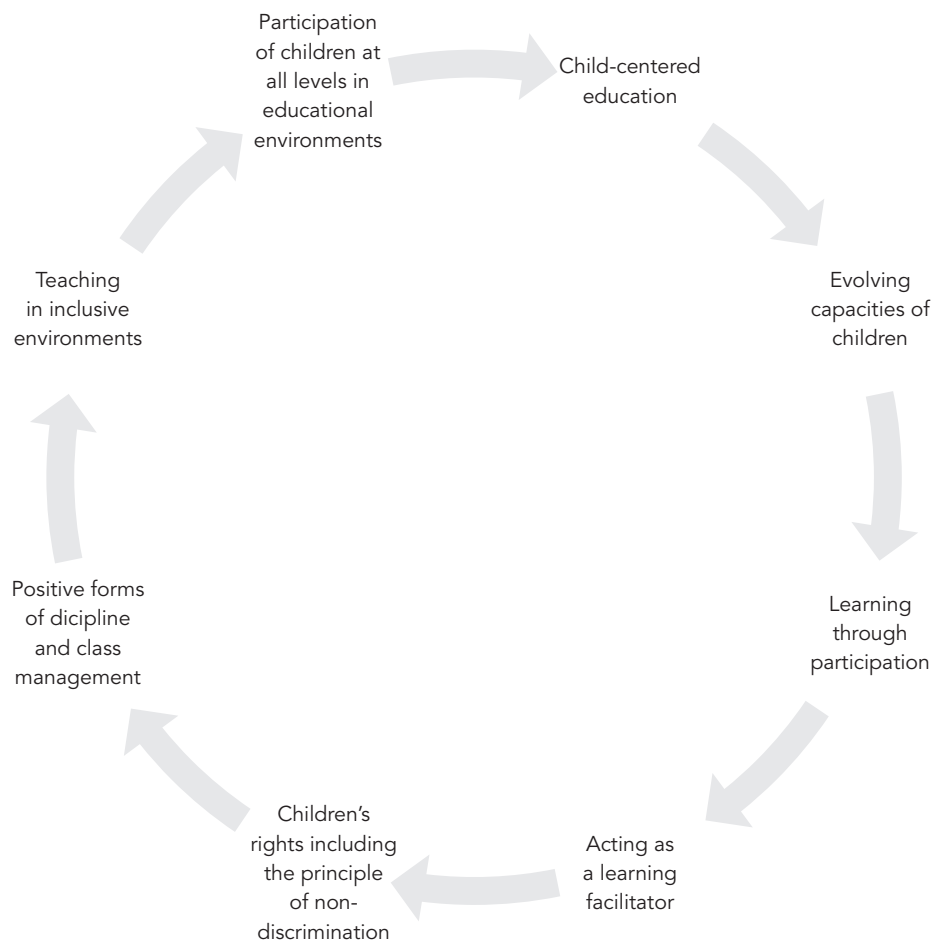 Participation
of children at
all levels in
educational
environments
Child-centered
education
Evolving
capacities of
children
Learning
through
participation
Acting as
a learning
facilitator
Children’s
rights including
the principle
of non-
discrimination
Positive forms
of dicipline
and class
management
Teaching
in inclusive
environments